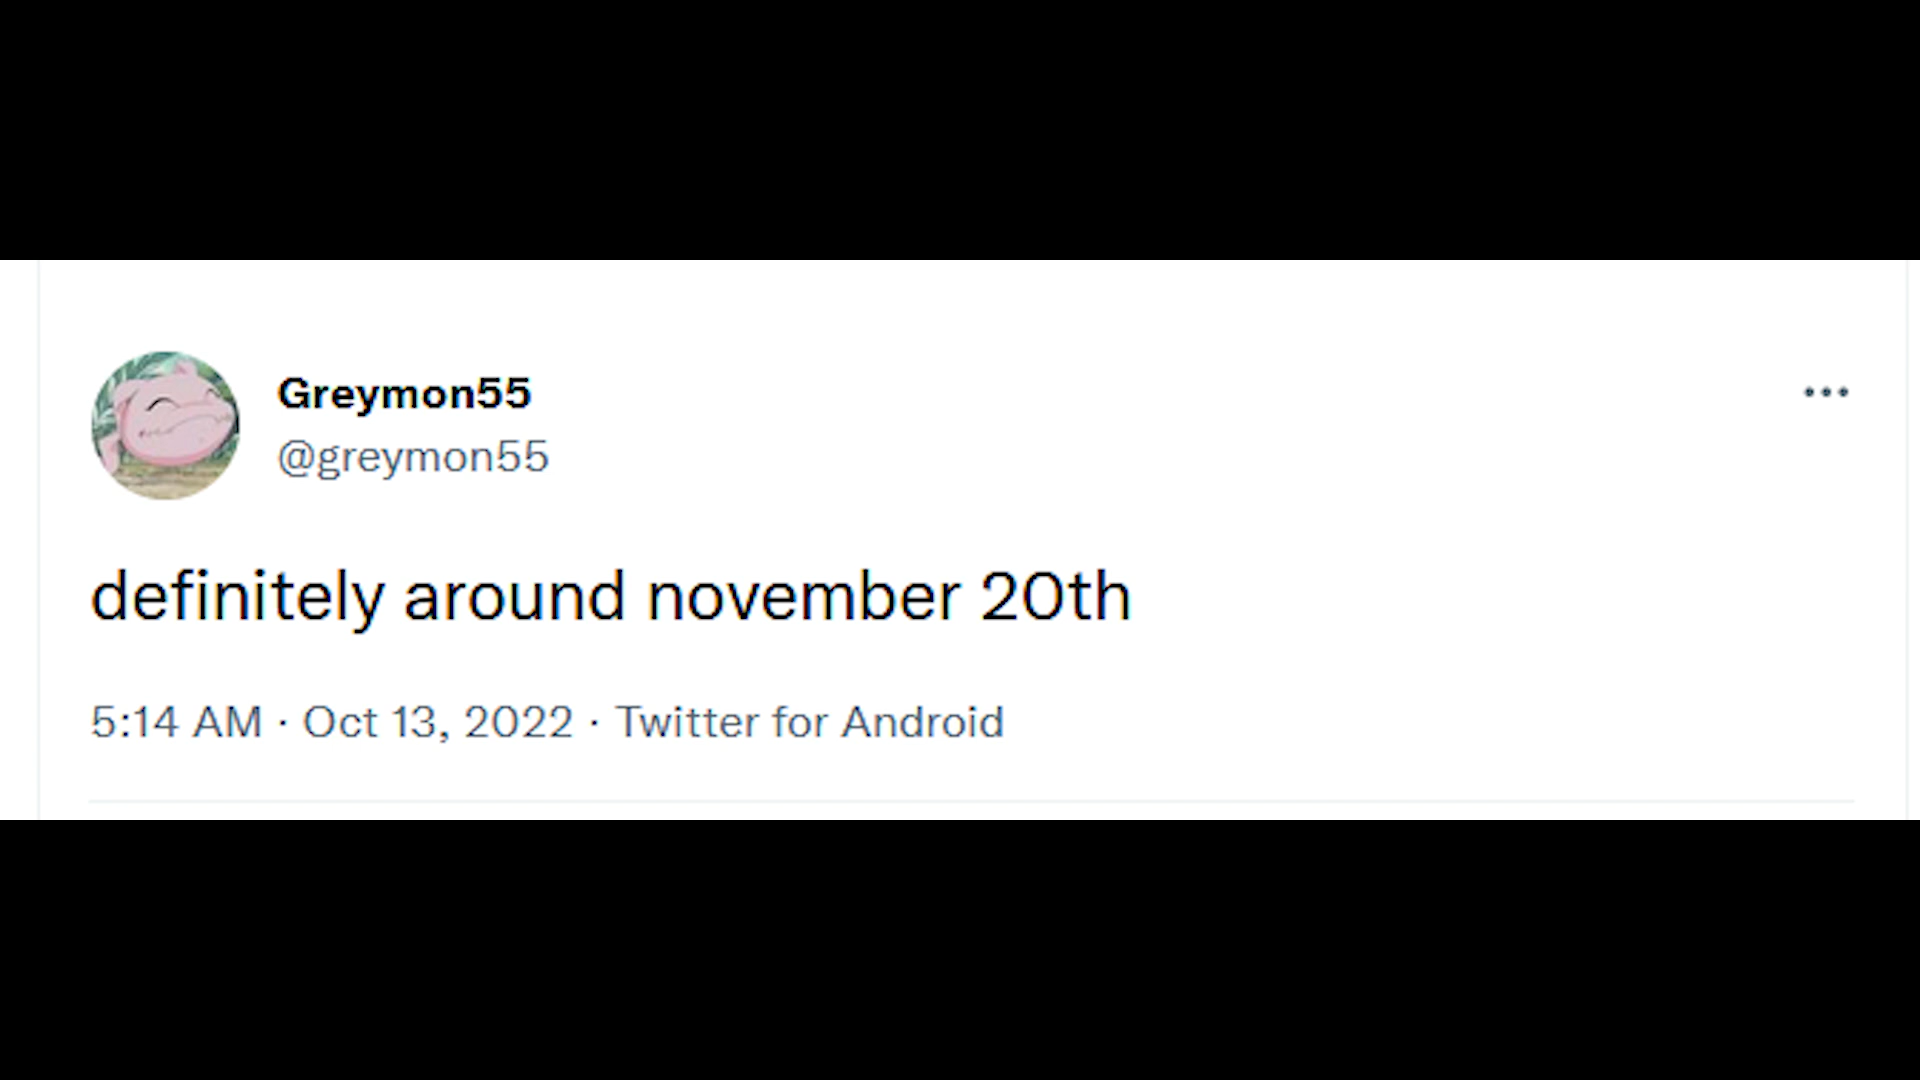 Greymon55
@greymon55
definitely around november 20th
5:14 AM · Oct 13, 2022 · Twitter for Android